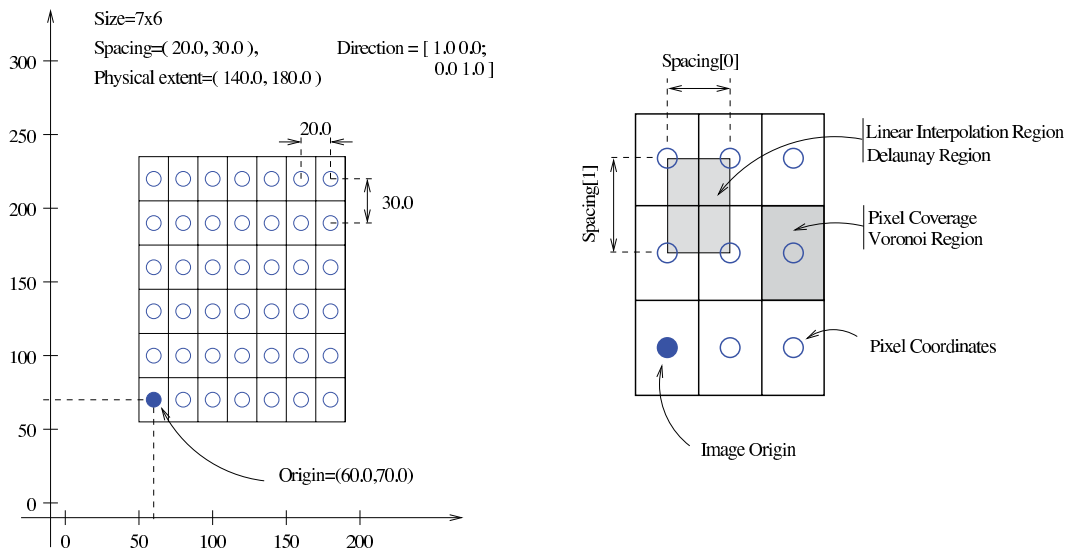 Size=7x6
Spacing=( 20.0, 30.0 ),
Physical extent=( 140.0, 180.0 )
Direction = [ 1.0 0.0;
0.0 1.0 ]
300
250
200
150
100
50
0
0
50
100
150
200
20.0
30.0
Origin=(60.0,70.0)
Spacing[0]
Spacing[1]
Linear Interpolation Region
Delaunay Region
Pixel Coverage
Voronoi Region
Pixel Coordinates
Image Origin